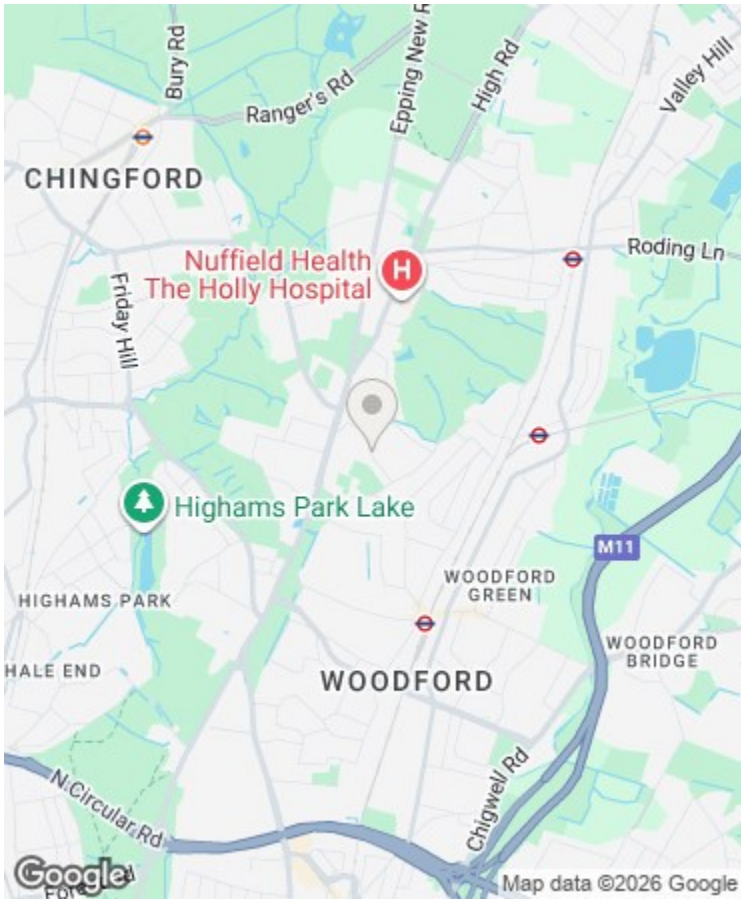 Bury Rd
Ranger's Rd
Epping New R
High Rd
Valley Hill
CHINGFORD
Nuffield Health
The Holly Hospital
H
Roding Ln
Friday Hill
Highams Park Lake
M11
HIGHAMS PARK
WOODFORD
GREEN
HALE END
WOODFORD
WOODFORD
BRIDGE
Chigwell Rd
N Circular Rd
Google
Map data ©2026 Google